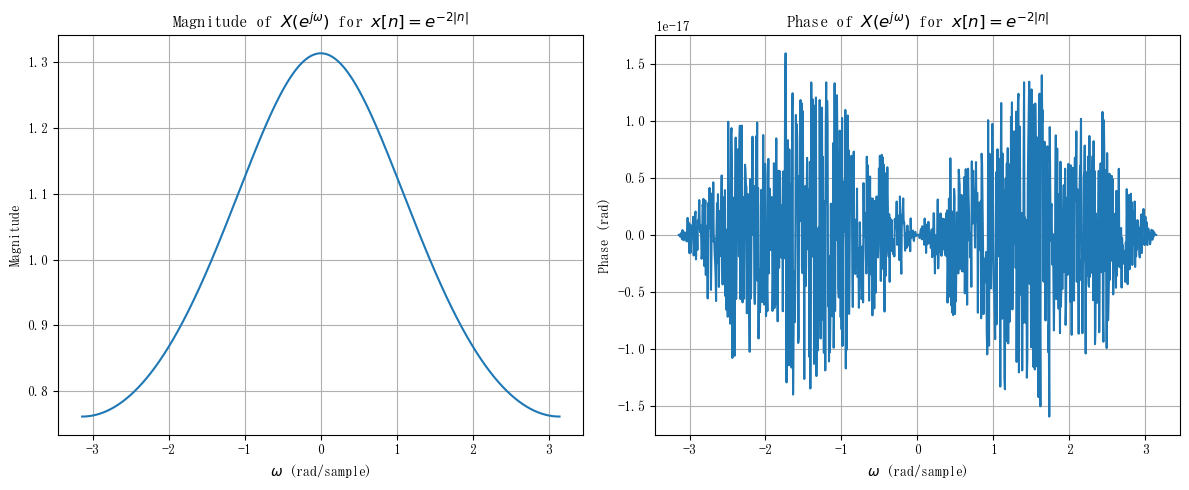 Magnitude of X(e^{jω}) for x[n] = e^{-2|n|}
Magnitude
1.3
1.2
1.1
1.0
0.9
0.8
−3 −2 −1 0 1 2 3
ω (rad/sample)
Phase of X(e^{jω}) for x[n] = e^{-2|n|}
1e-17
Phase (rad)
1.5
1.0
0.5
0.0
−0.5
−1.0
−1.5
−3 −2 −1 0 1 2 3
ω (rad/sample)